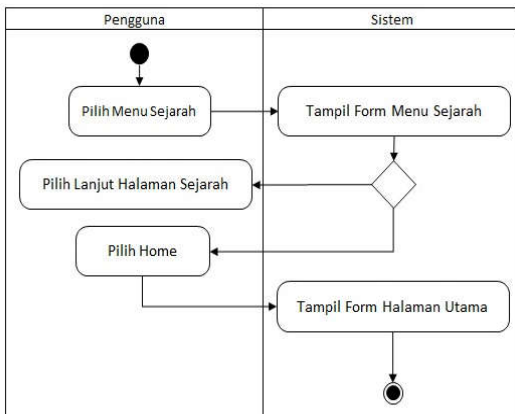 Pengguna
Sistem
Pilih Menu Sejarah
Tampil Form Menu Sejarah
Pilih Lanjut Halaman Sejarah
Pilih Home
Tampil Form Halaman Utama